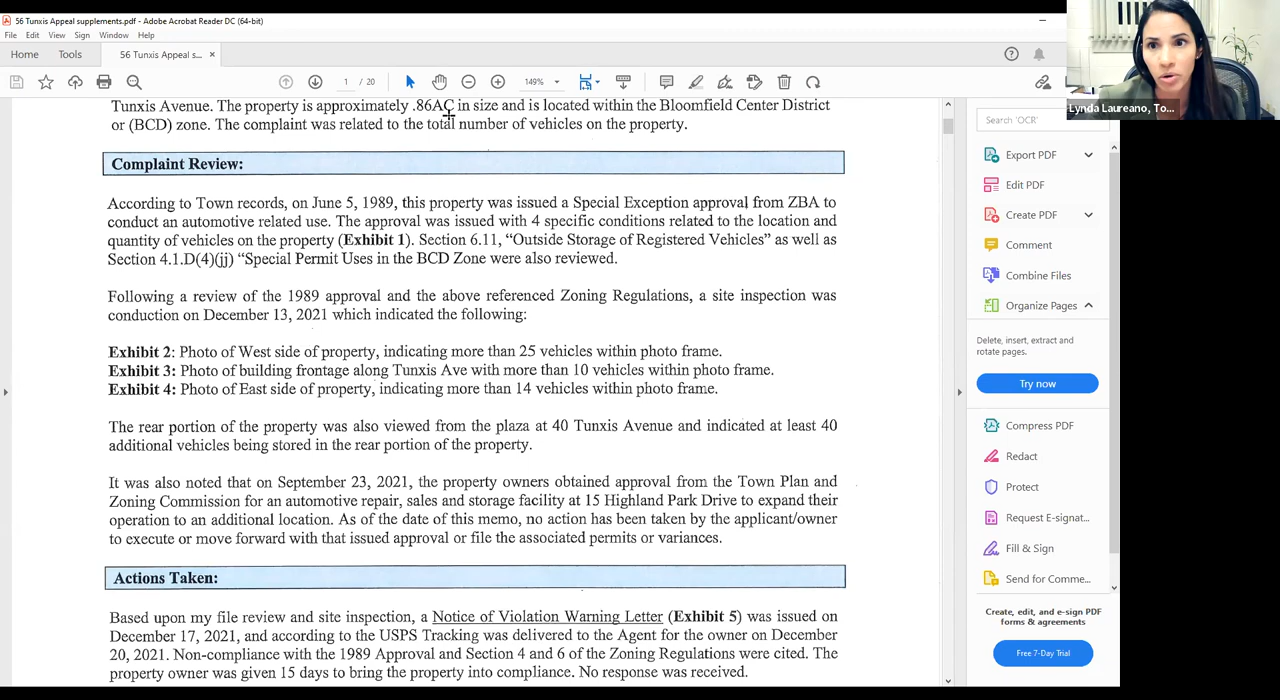 56 Tunxis Appeal supplements.pdf - Adobe Acrobat Reader DC (64-bit)
File Edit View Sign Window Help
Home Tools 56 Tunxis Appeal s... ×
1 / 20 149%
Lynda Laureano, To...
Tunxis Avenue. The property is approximately .86AC in size and is located within the Bloomfield Center District
or (BCD) zone. The complaint was related to the total number of vehicles on the property.
Complaint Review:
According to Town records, on June 5, 1989, this property was issued a Special Exception approval from ZBA to
conduct an automotive related use. The approval was issued with 4 specific conditions related to the location and
quantity of vehicles on the property (Exhibit 1). Section 6.11, “Outside Storage of Registered Vehicles” as well as
Section 4.1.D(4)(jj) “Special Permit Uses in the BCD Zone were also reviewed.
Following a review of the 1989 approval and the above referenced Zoning Regulations, a site inspection was
conduction on December 13, 2021 which indicated the following:
Exhibit 2: Photo of West side of property, indicating more than 25 vehicles within photo frame.
Exhibit 3: Photo of building frontage along Tunxis Ave with more than 10 vehicles within photo frame.
Exhibit 4: Photo of East side of property, indicating more than 14 vehicles within photo frame.
The rear portion of the property was also viewed from the plaza at 40 Tunxis Avenue and indicated at least 40
additional vehicles being stored in the rear portion of the property.
It was also noted that on September 23, 2021, the property owners obtained approval from the Town Plan and
Zoning Commission for an automotive repair, sales and storage facility at 15 Highland Park Drive to expand their
operation to an additional location. As of the date of this memo, no action has been taken by the applicant/owner
to execute or move forward with that issued approval or file the associated permits or variances.
Actions Taken:
Based upon my file review and site inspection, a Notice of Violation Warning Letter (Exhibit 5) was issued on
December 17, 2021, and according to the USPS Tracking was delivered to the Agent for the owner on December
20, 2021. Non-compliance with the 1989 Approval and Section 4 and 6 of the Zoning Regulations were cited. The
property owner was given 15 days to bring the property into compliance. No response was received.
Search 'OCR'
Export PDF
Edit PDF
Create PDF
Comment
Combine Files
Organize Pages
Delete, insert, extract and
rotate pages.
Try now
Compress PDF
Redact
Protect
Request E-signat...
Fill & Sign
Send for Comme...
Create, edit, and e-sign PDF
forms & agreements
Free 7-Day Trial